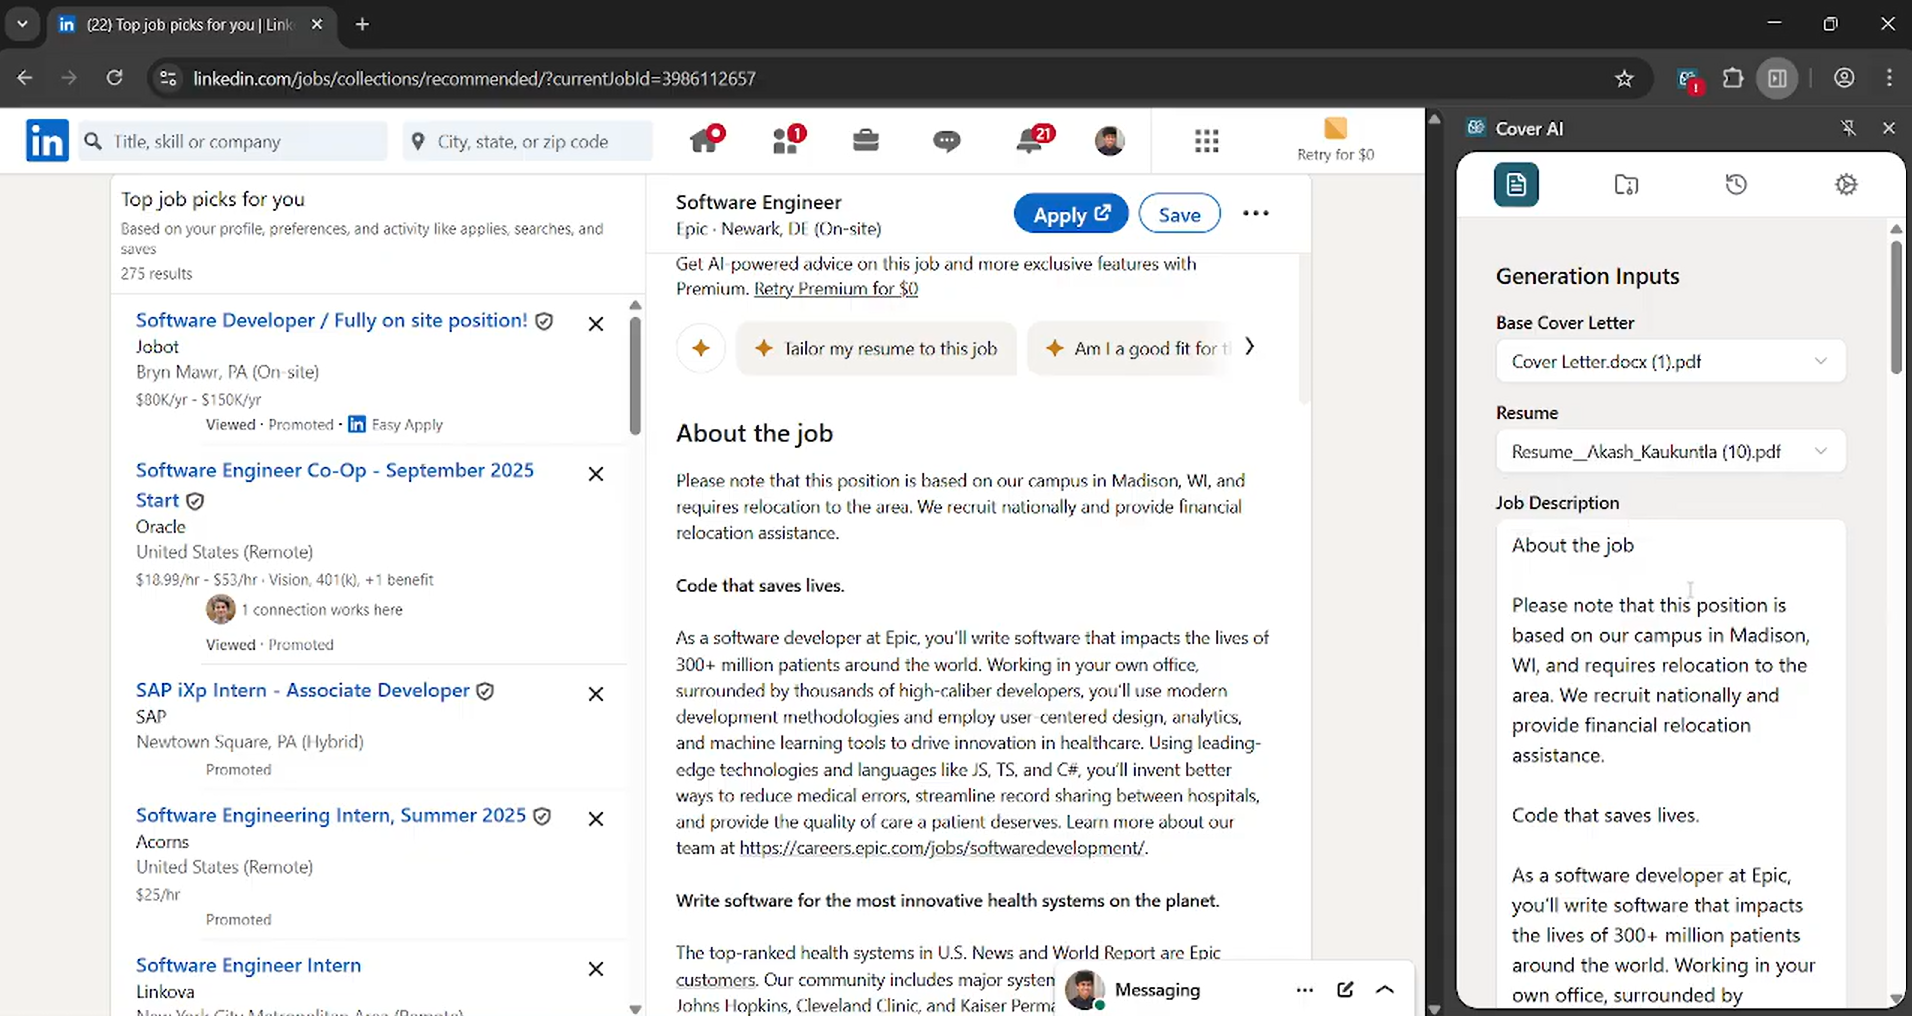 (22) Top job picks for you | Link
linkedin.com/jobs/collections/recommended/?currentJobId=3986112657
in
Title, skill or company
City, state, or zip code
1
21
Retry for $0
Top job picks for you
Based on your profile, preferences, and activity like applies, searches, and
saves
275 results
Software Developer / Fully on site position!
Jobot
Bryn Mawr, PA (On-site)
$80K/yr - $150K/yr
Viewed · Promoted · in Easy Apply
Software Engineer Co-Op - September 2025
Start
Oracle
United States (Remote)
$18.99/hr - $53/hr · Vision, 401(k), +1 benefit
1 connection works here
Viewed · Promoted
SAP iXp Intern - Associate Developer
SAP
Newtown Square, PA (Hybrid)
Promoted
Software Engineering Intern, Summer 2025
Acorns
United States (Remote)
$25/hr
Promoted
Software Engineer Intern
Linkova
New York City Metropolitan Area (Remote)
Software Engineer
Epic · Newark, DE (On-site)
Apply
Save
Get AI-powered advice on this job and more exclusive features with
Premium. Retry Premium for $0
Tailor my resume to this job
Am I a good fit for t
About the job
Please note that this position is based on our campus in Madison, WI, and
requires relocation to the area. We recruit nationally and provide financial
relocation assistance.
Code that saves lives.
As a software developer at Epic, you'll write software that impacts the lives of
300+ million patients around the world. Working in your own office,
surrounded by thousands of high-caliber developers, you'll use modern
development methodologies and employ user-centered design, analytics,
and machine learning tools to drive innovation in healthcare. Using leading-
edge technologies and languages like JS, TS, and C#, you'll invent better
ways to reduce medical errors, streamline record sharing between hospitals,
and provide the quality of care a patient deserves. Learn more about our
team at https://careers.epic.com/jobs/softwaredevelopment/.
Write software for the most innovative health systems on the planet.
The top-ranked health systems in U.S. News and World Report are Epic
customers. Our community includes major system
Johns Hopkins, Cleveland Clinic, and Kaiser Perma
Messaging
Cover AI
Generation Inputs
Base Cover Letter
Cover Letter.docx (1).pdf
Resume
Resume__Akash_Kaukuntla (10).pdf
Job Description
About the job
Please note that this position is
based on our campus in Madison,
WI, and requires relocation to the
area. We recruit nationally and
provide financial relocation
assistance.
Code that saves lives.
As a software developer at Epic,
you'll write software that impacts
the lives of 300+ million patients
around the world. Working in your
own office, surrounded by